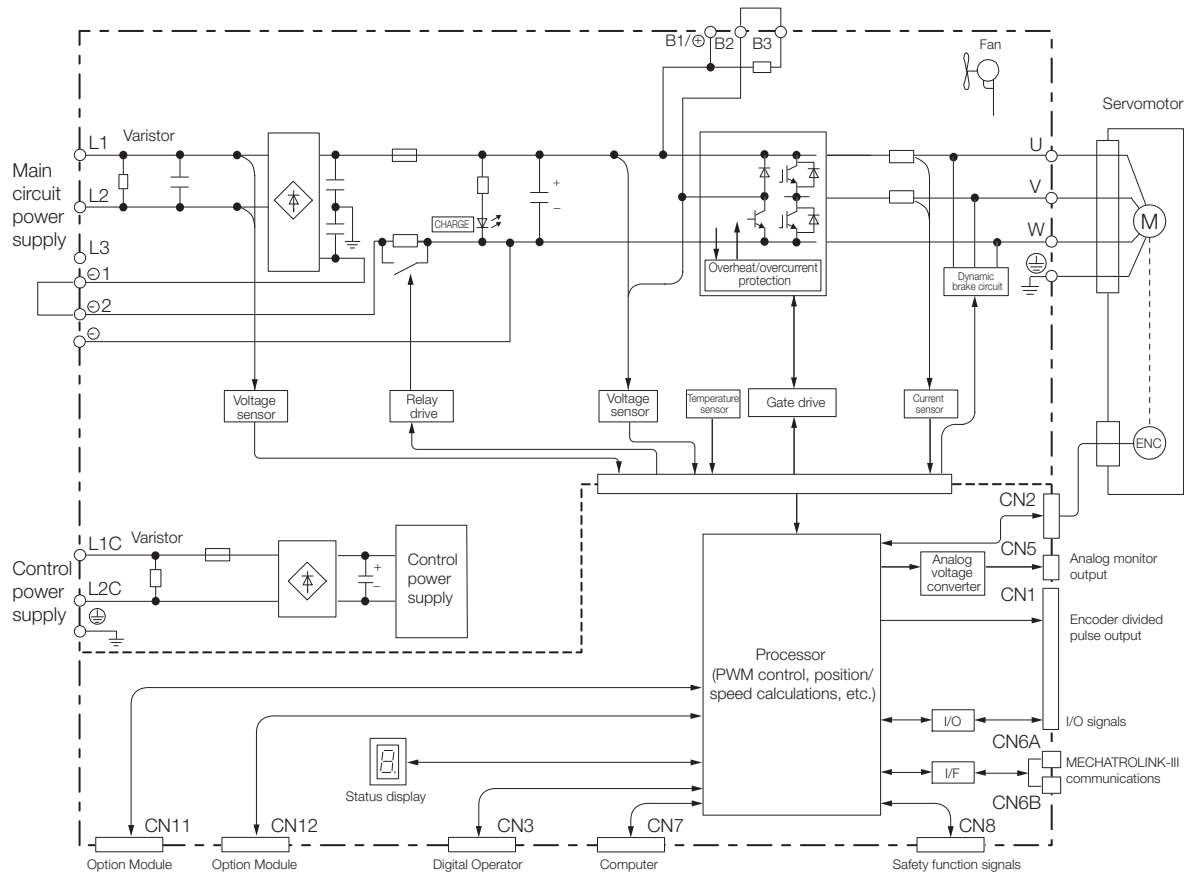 B1/⊕
B2
B3
Fan
Servomotor
Main
circuit
power
supply
L1
Varistor
L2
L3
⊖1
⊖2
⊖
CHARGE
+
−
Overheat/overcurrent
protection
U
V
W
M
Dynamic
brake circuit
Voltage
sensor
Relay
drive
Voltage
sensor
Temperature
sensor
Gate drive
Current
sensor
ENC
Control
power
supply
L1C
Varistor
L2C
+
−
Control
power
supply
Processor
(PWM control, position/
speed calculations, etc.)
Analog
voltage
converter
CN2
CN5
Analog monitor
output
CN1
Encoder divided
pulse output
I/O
I/O signals
CN6A
I/F
MECHATROLINK-III
communications
CN6B
8.
Status display
CN11
CN12
CN3
CN7
CN8
Option Module
Option Module
Digital Operator
Computer
Safety function signals